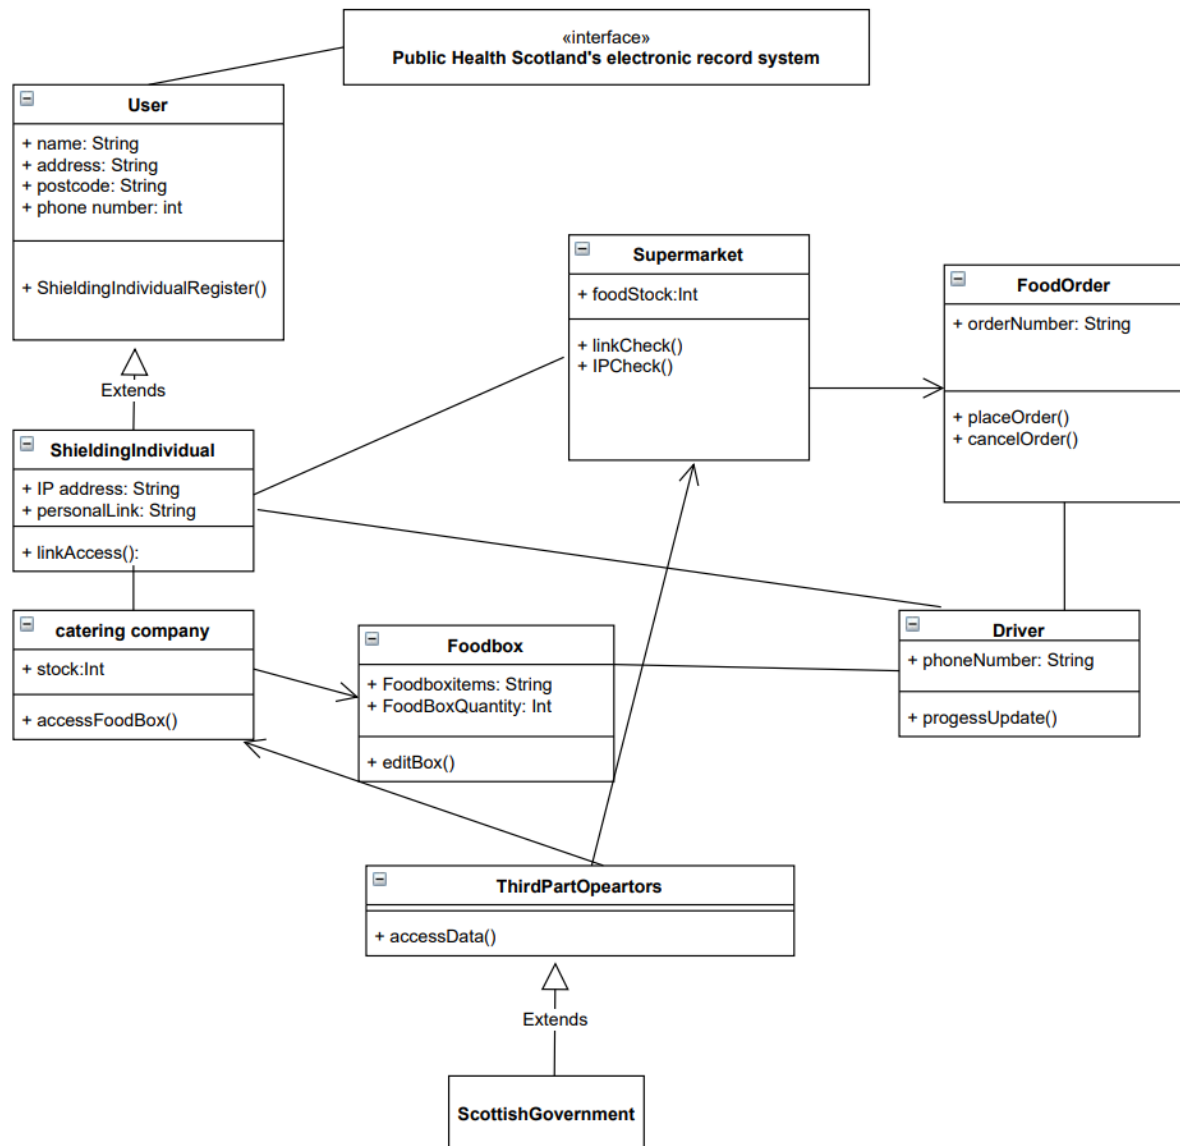 «interface»
Public Health Scotland's electronic record system
User
+ name: String
+ address: String
+ postcode: String
+ phone number: int
+ ShieldingIndividualRegister()
Extends
ShieldingIndividual
+ IP address: String
+ personalLink: String
+ linkAccess():
Supermarket
+ foodStock:Int
+ linkCheck()
+ IPCheck()
FoodOrder
+ orderNumber: String
+ placeOrder()
+ cancelOrder()
catering company
+ stock:Int
+ accessFoodBox()
Foodbox
+ Foodboxitems: String
+ FoodBoxQuantity: Int
+ editBox()
Driver
+ phoneNumber: String
+ progessUpdate()
ThirdPartOpeartors
+ accessData()
Extends
ScottishGovernment